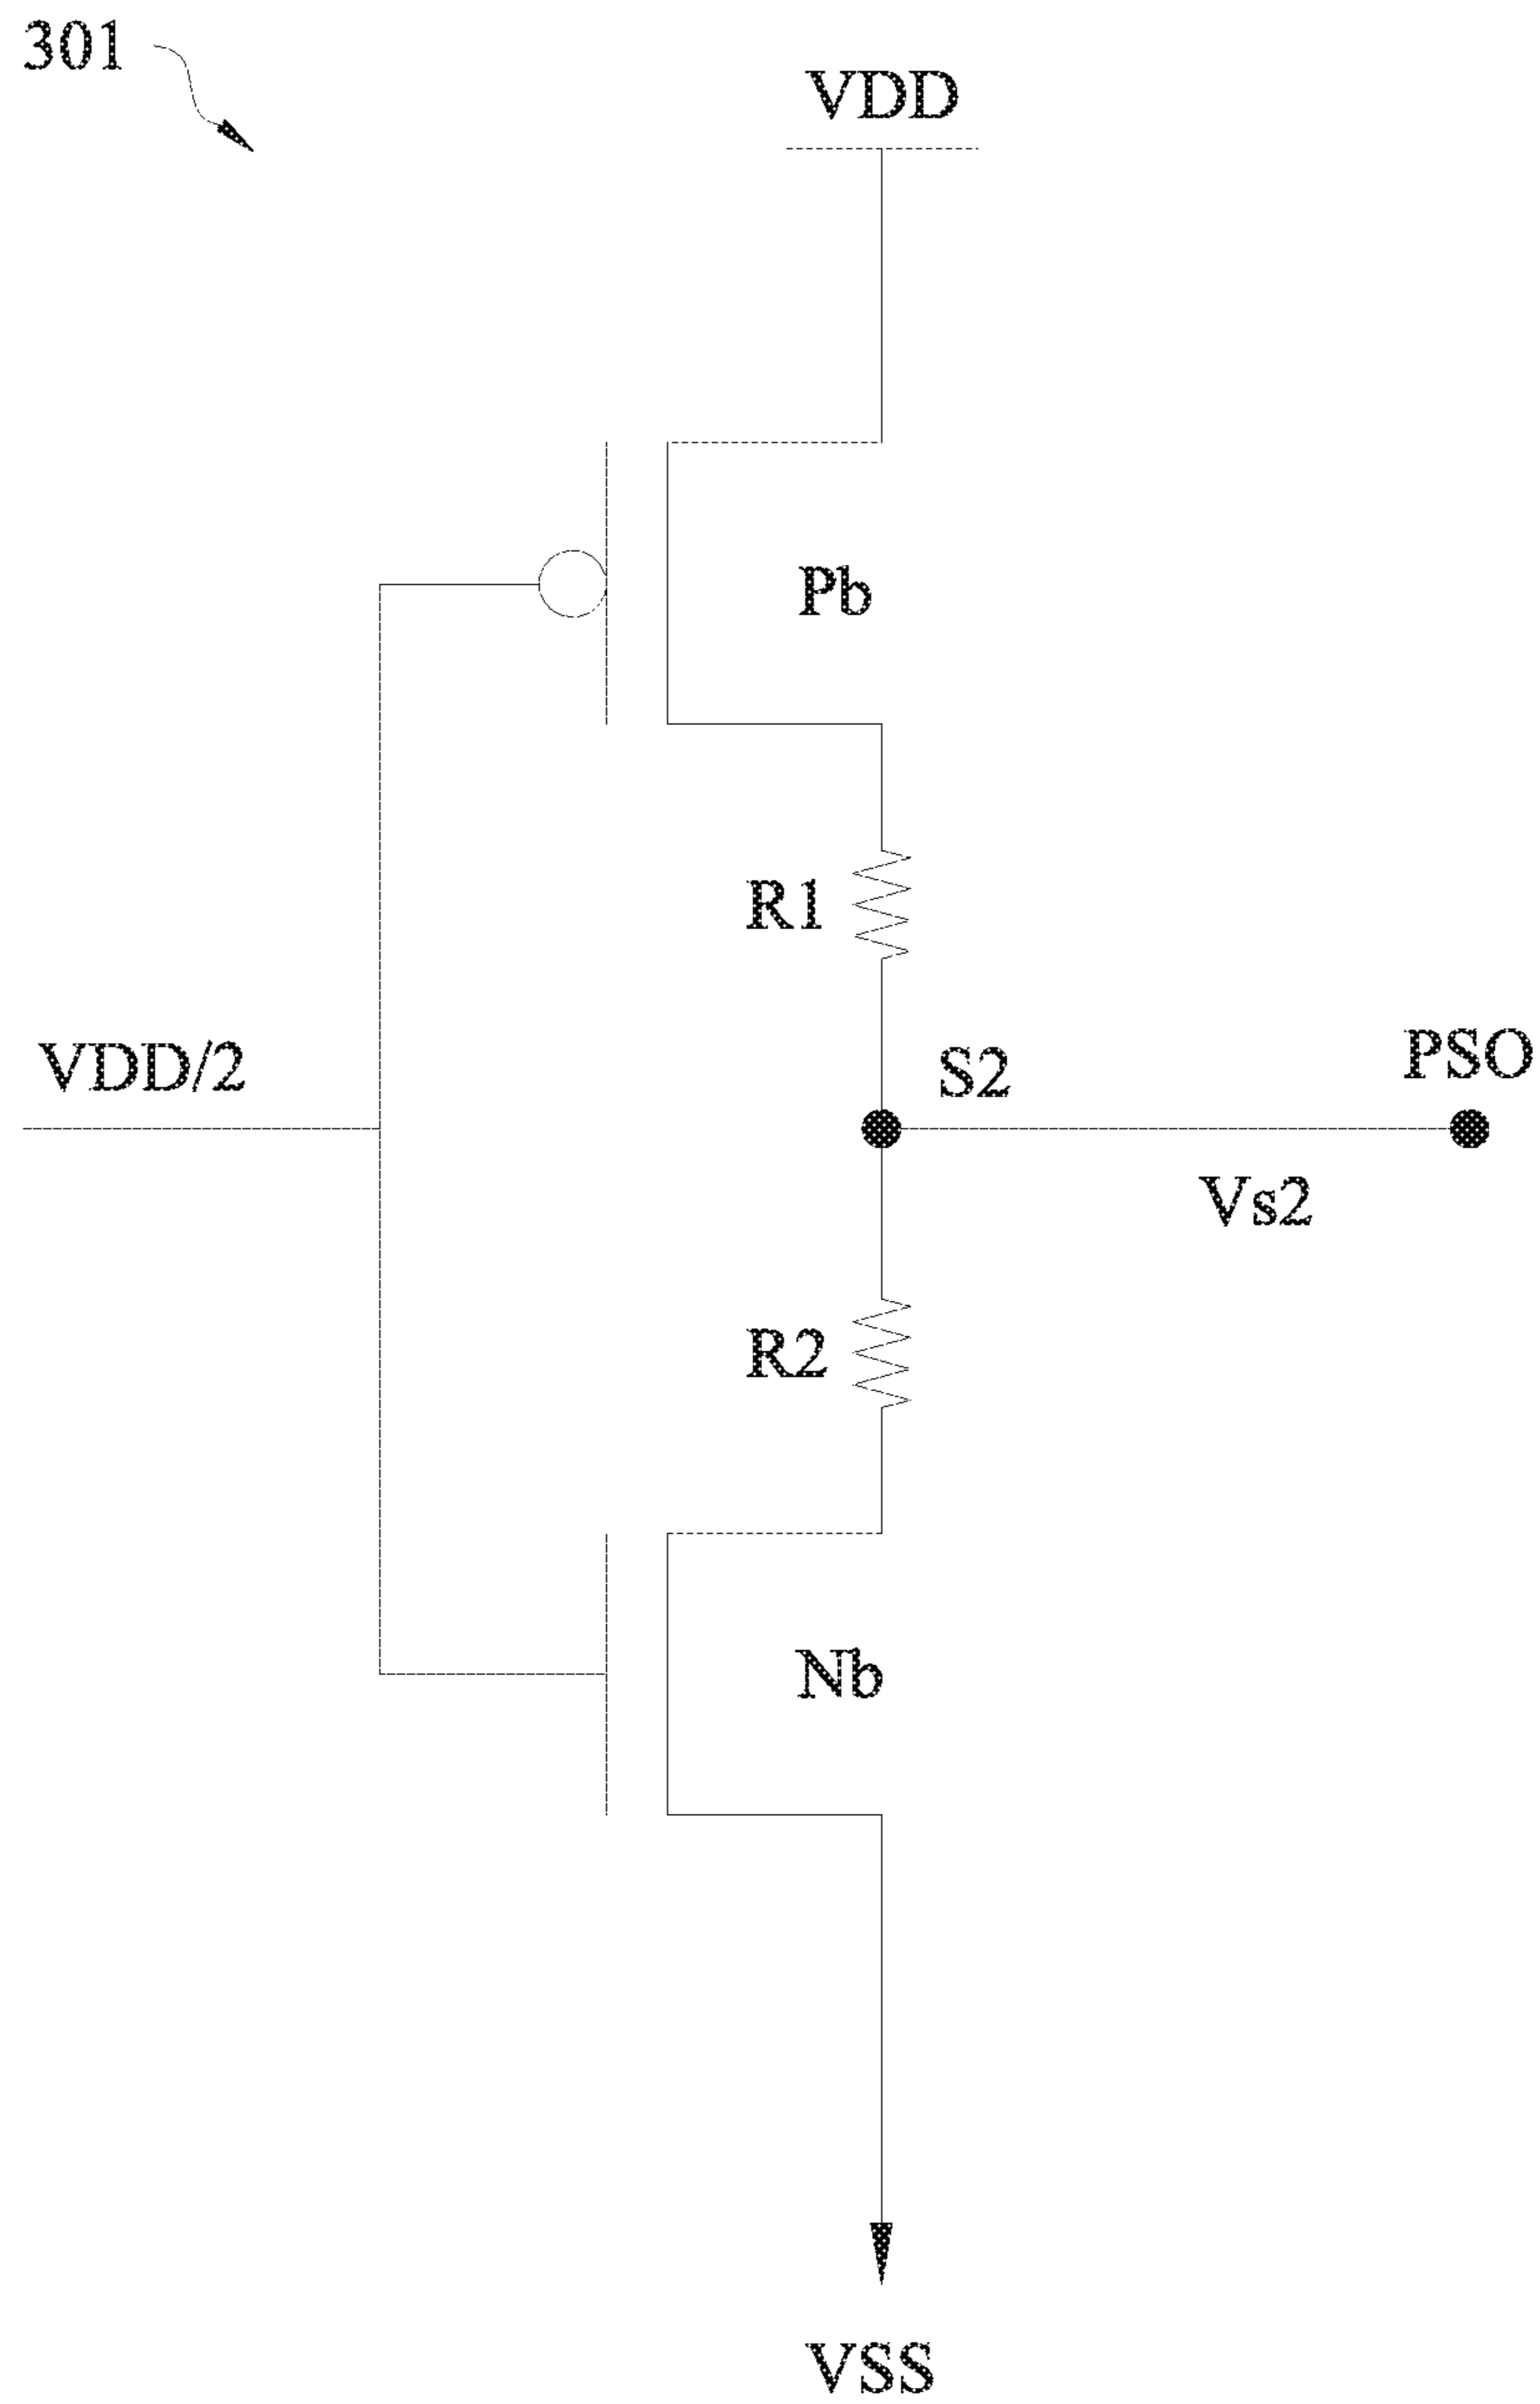 301
VDD
Pb
R1
VDD/2
S2
PSO
Vs2
R2
Nb
VSS